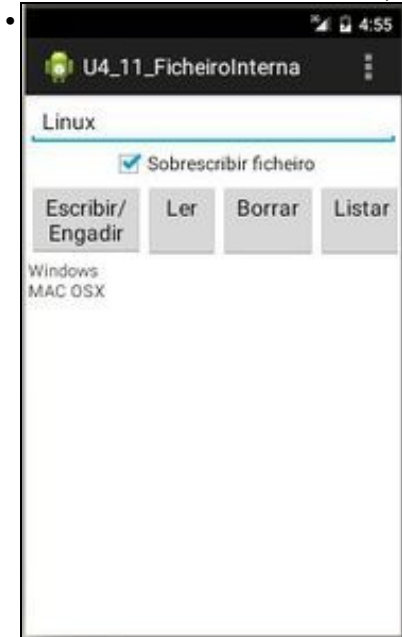 4:55
U4_11_FicheiroInterna
Linux
Sobrescribir ficheiro
Escribir/
Engadir
Ler
Borrar
Listar
Windows
MAC OSX